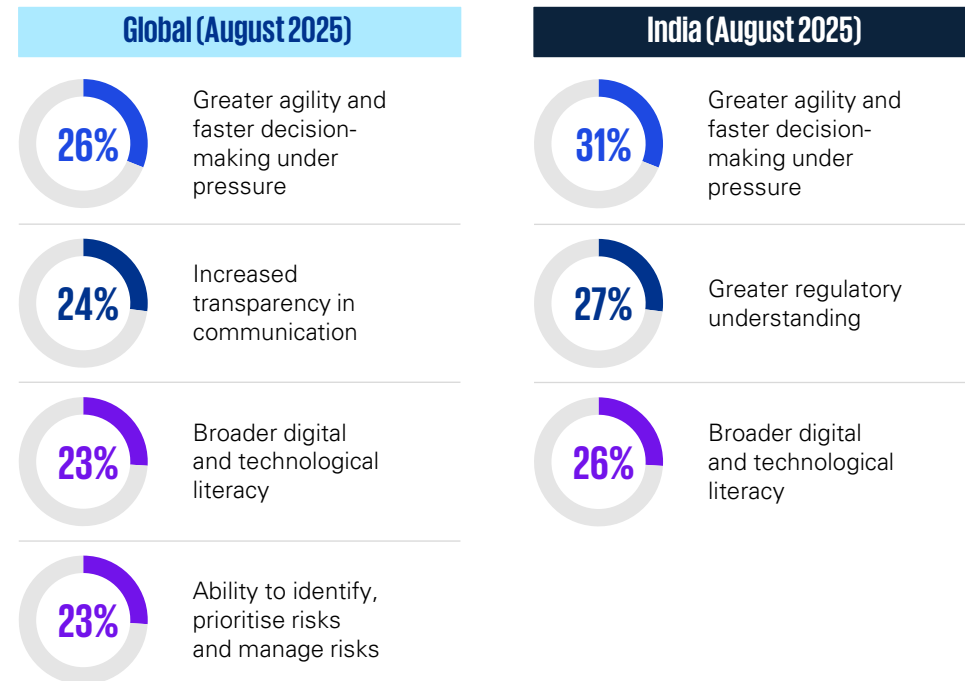 Global (August 2025)
26%
Greater agility and
faster decision-
making under
pressure
24%
Increased
transparency in
communication
23%
Broader digital
and technological
literacy
23%
Ability to identify,
prioritise risks
and manage risks
India (August 2025)
31%
Greater agility and
faster decision-
making under
pressure
27%
Greater regulatory
understanding
26%
Broader digital
and technological
literacy